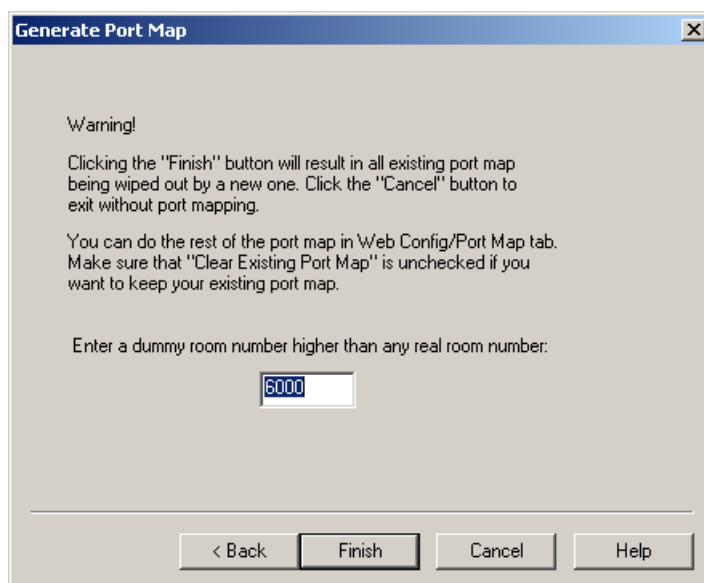 Generate Port Map
Warning!
Clicking the "Finish" button will result in all existing port map
being wiped out by a new one. Click the "Cancel" button to
exit without port mapping.
You can do the rest of the port map in Web Config/Port Map tab.
Make sure that "Clear Existing Port Map" is unchecked if you
want to keep your existing port map.
Enter a dummy room number higher than any real room number:
6000
< Back Finish Cancel Help